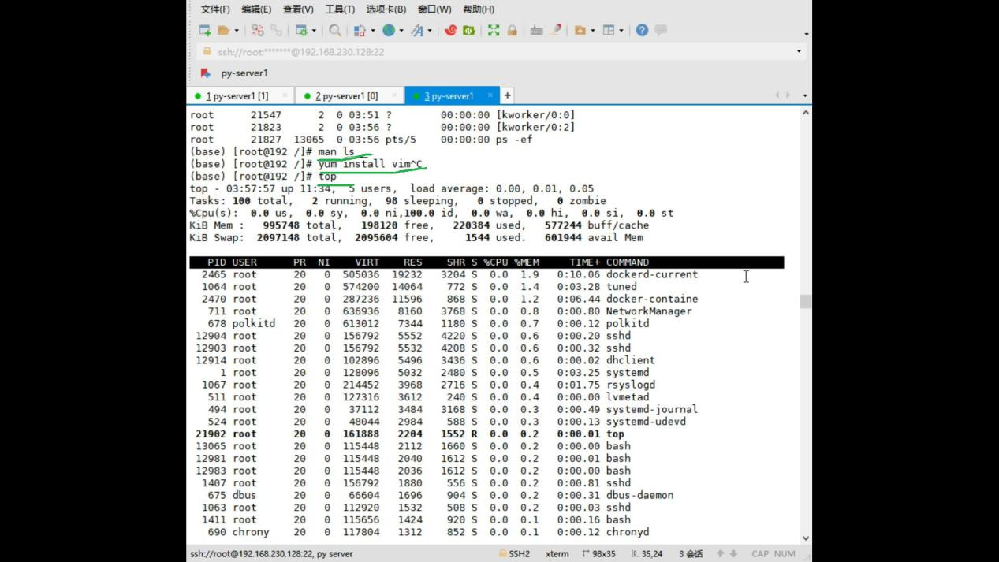 文件(F) 编辑(E) 查看(V) 工具(T) 选项卡(B) 窗口(W) 帮助(H)
ssh://root:*******@192.168.230.128:22
py-server1
1 py-server1 [1] 2 py-server1 [0] 3 py-server1
root 21547 2 0 03:51 ? 00:00:00 [kworker/0:0]
root 21823 2 0 03:56 ? 00:00:00 [kworker/0:2]
root 21827 13065 0 03:56 pts/5 00:00:00 ps -ef
(base) [root@192 /]# man ls
(base) [root@192 /]# yum install vim^C
(base) [root@192 /]# top
top - 03:57:57 up 11:34, 5 users, load average: 0.00, 0.01, 0.05
Tasks: 100 total, 2 running, 98 sleeping, 0 stopped, 0 zombie
%Cpu(s): 0.0 us, 0.0 sy, 0.0 ni,100.0 id, 0.0 wa, 0.0 hi, 0.0 si, 0.0 st
KiB Mem : 995748 total, 198120 free, 220384 used, 577244 buff/cache
KiB Swap: 2097148 total, 2095604 free, 1544 used. 601944 avail Mem
PID USER PR NI VIRT RES SHR S %CPU %MEM TIME+ COMMAND
2465 root 20 0 505036 19232 3204 S 0.0 1.9 0:10.06 dockerd-current
1064 root 20 0 574200 14064 772 S 0.0 1.4 0:03.28 tuned
2470 root 20 0 287236 11596 868 S 0.0 1.2 0:06.44 docker-containe
711 root 20 0 636936 8160 3768 S 0.0 0.8 0:00.80 NetworkManager
678 polkitd 20 0 613012 7344 1180 S 0.0 0.7 0:00.12 polkitd
12904 root 20 0 156792 5552 4220 S 0.0 0.6 0:00.20 sshd
12903 root 20 0 156792 5532 4208 S 0.0 0.6 0:00.32 sshd
12914 root 20 0 102896 5496 3436 S 0.0 0.6 0:00.02 dhclient
1 root 20 0 128096 5032 2480 S 0.0 0.5 0:03.25 systemd
1067 root 20 0 214452 3968 2716 S 0.0 0.4 0:01.75 rsyslogd
511 root 20 0 127316 3612 240 S 0.0 0.4 0:00.00 lvmetad
494 root 20 0 37112 3484 3168 S 0.0 0.3 0:00.49 systemd-journal
524 root 20 0 48044 2984 588 S 0.0 0.3 0:00.13 systemd-udevd
21902 root 20 0 161888 2204 1552 R 0.0 0.2 0:00.01 top
13065 root 20 0 115448 2112 1660 S 0.0 0.2 0:00.00 bash
12981 root 20 0 115448 2040 1612 S 0.0 0.2 0:00.01 bash
12983 root 20 0 115448 2036 1612 S 0.0 0.2 0:00.00 bash
1407 root 20 0 156792 1880 556 S 0.0 0.2 0:00.81 sshd
675 dbus 20 0 66604 1696 904 S 0.0 0.2 0:00.31 dbus-daemon
1063 root 20 0 112920 1532 508 S 0.0 0.2 0:00.03 sshd
1411 root 20 0 115656 1424 920 S 0.0 0.1 0:00.16 bash
690 chrony 20 0 117804 1312 852 S 0.0 0.1 0:00.12 chronyd
ssh://root@192.168.230.128:22, py server SSH2 xterm 98x35 35,24 3 会话 CAP NUM